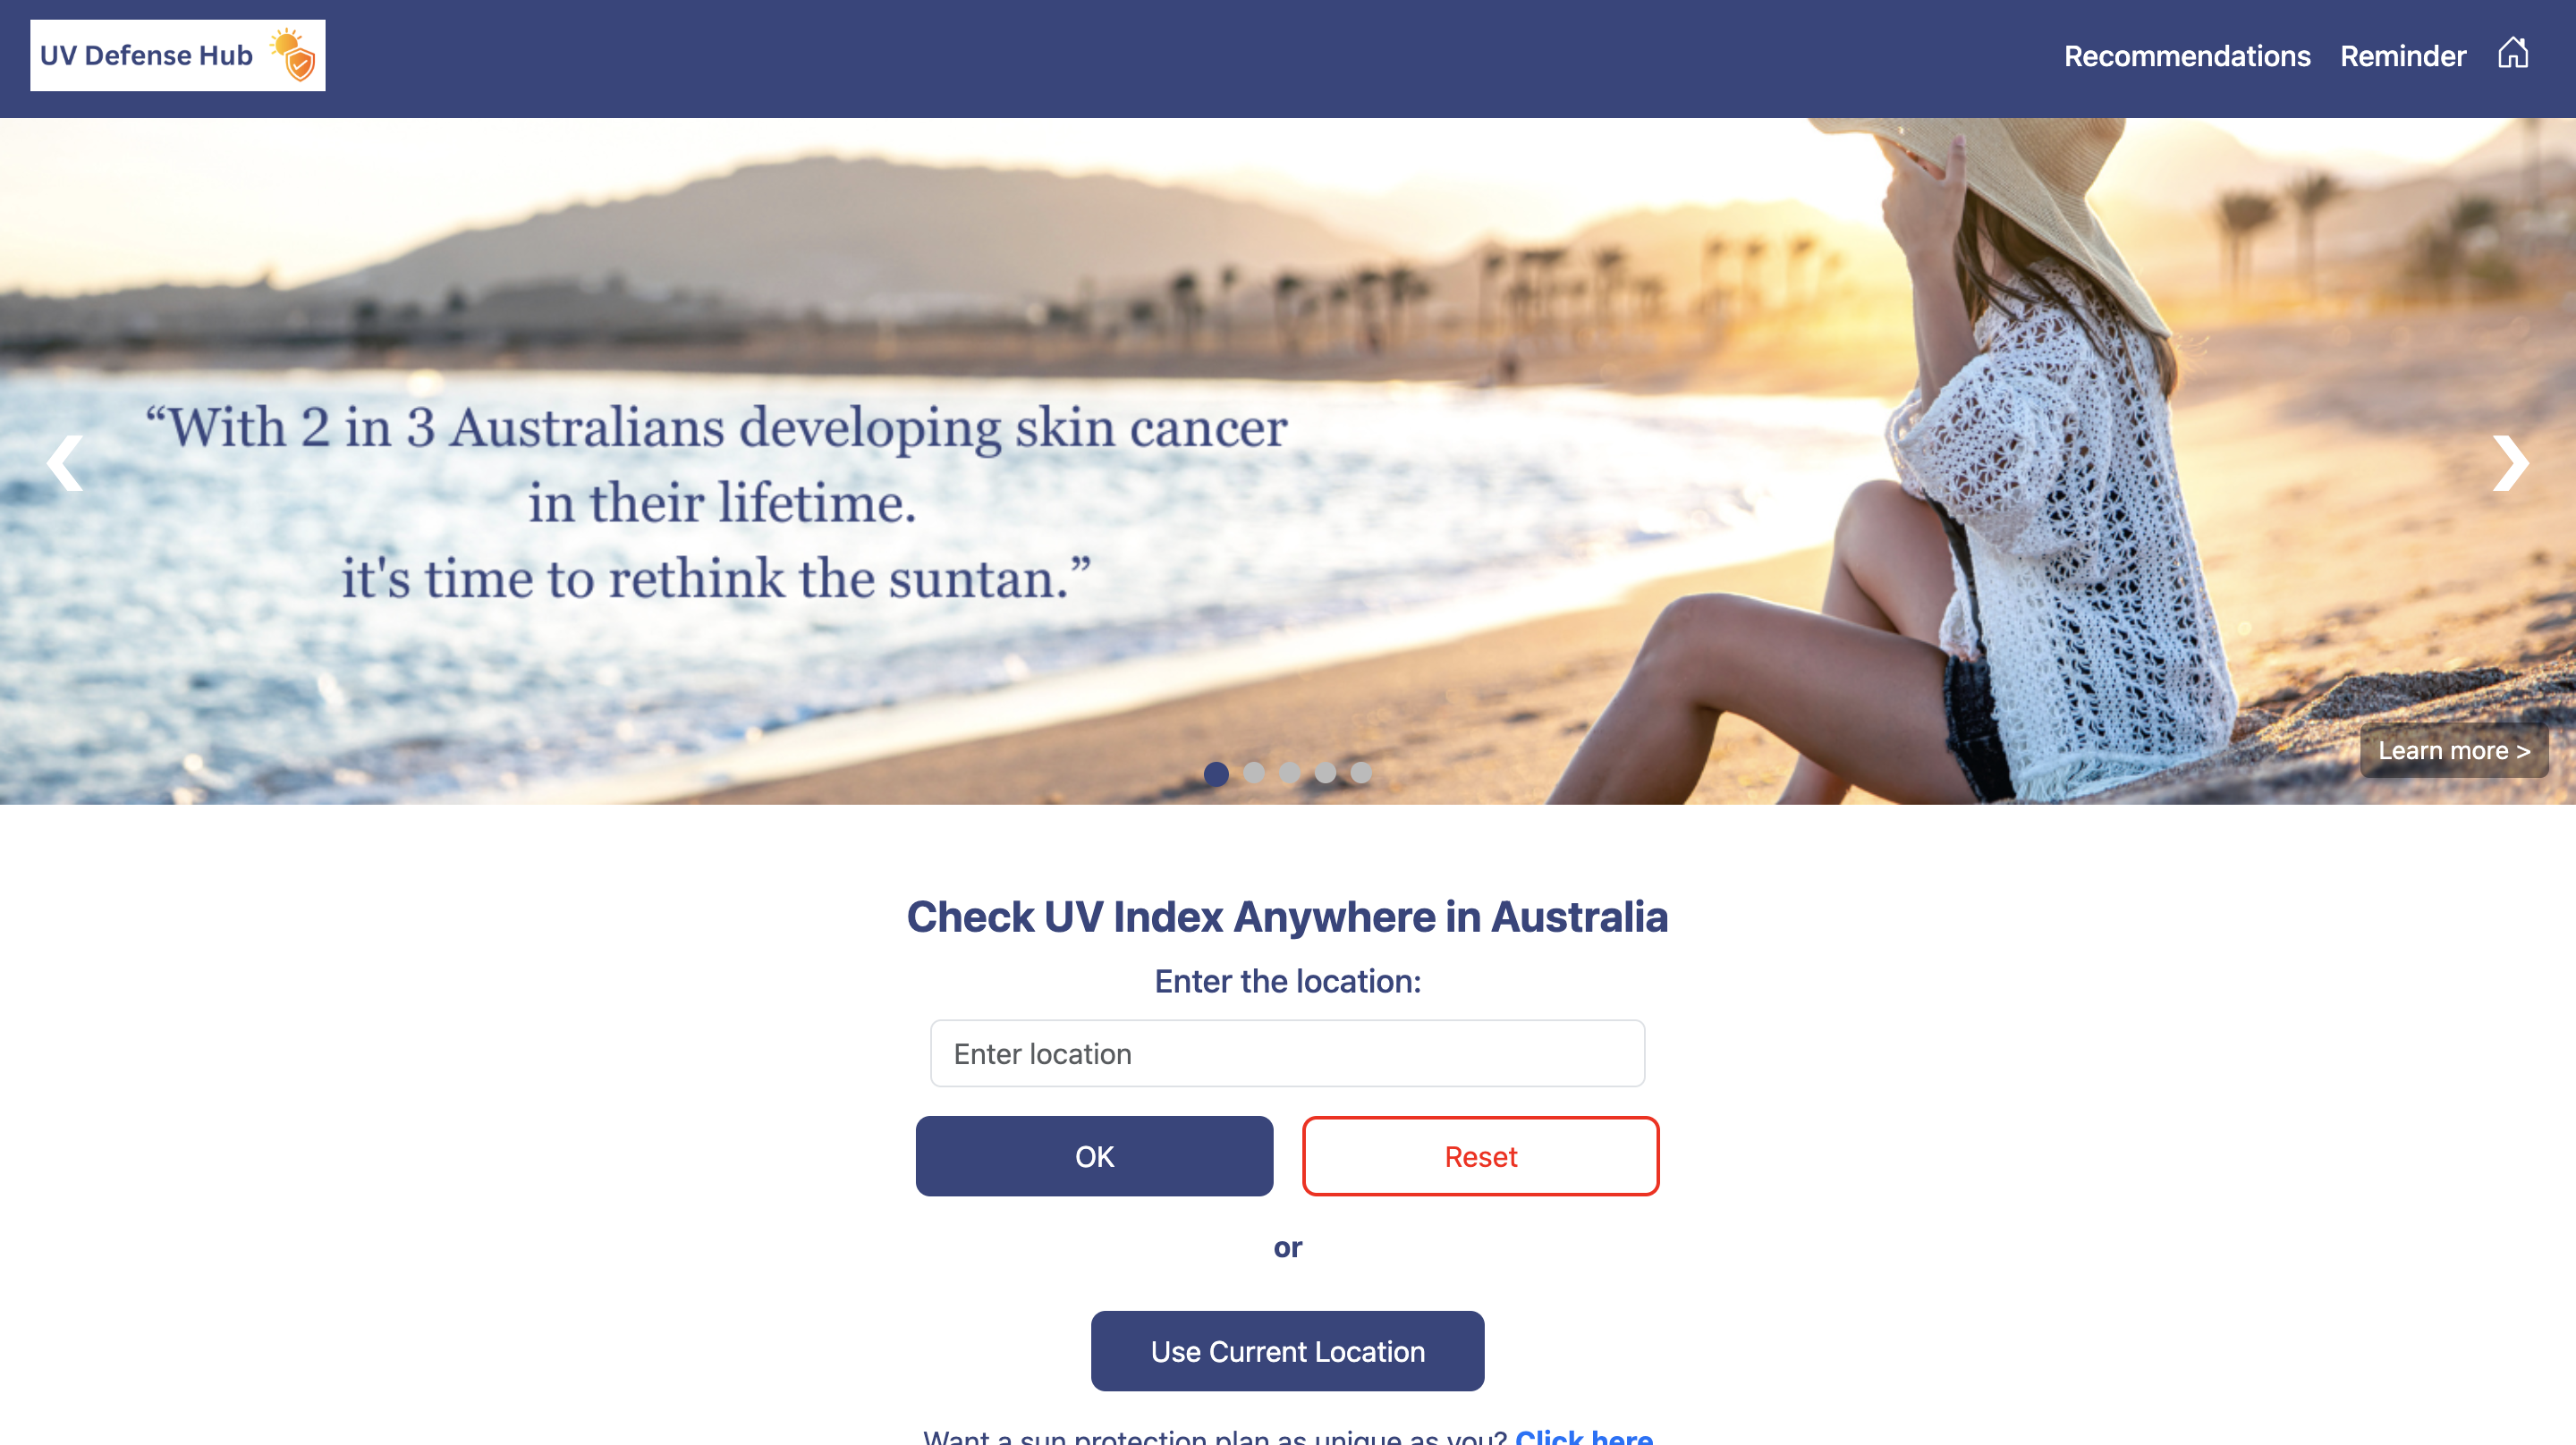 UV Defense Hub
Recommendations
Reminder
“With 2 in 3 Australians developing skin cancer
in their lifetime.
it's time to rethink the suntan.”
Learn more >
Check UV Index Anywhere in Australia
Enter the location:
Enter location
OK
Reset
or
Use Current Location
Want a sun protection plan as unique as you? Click here